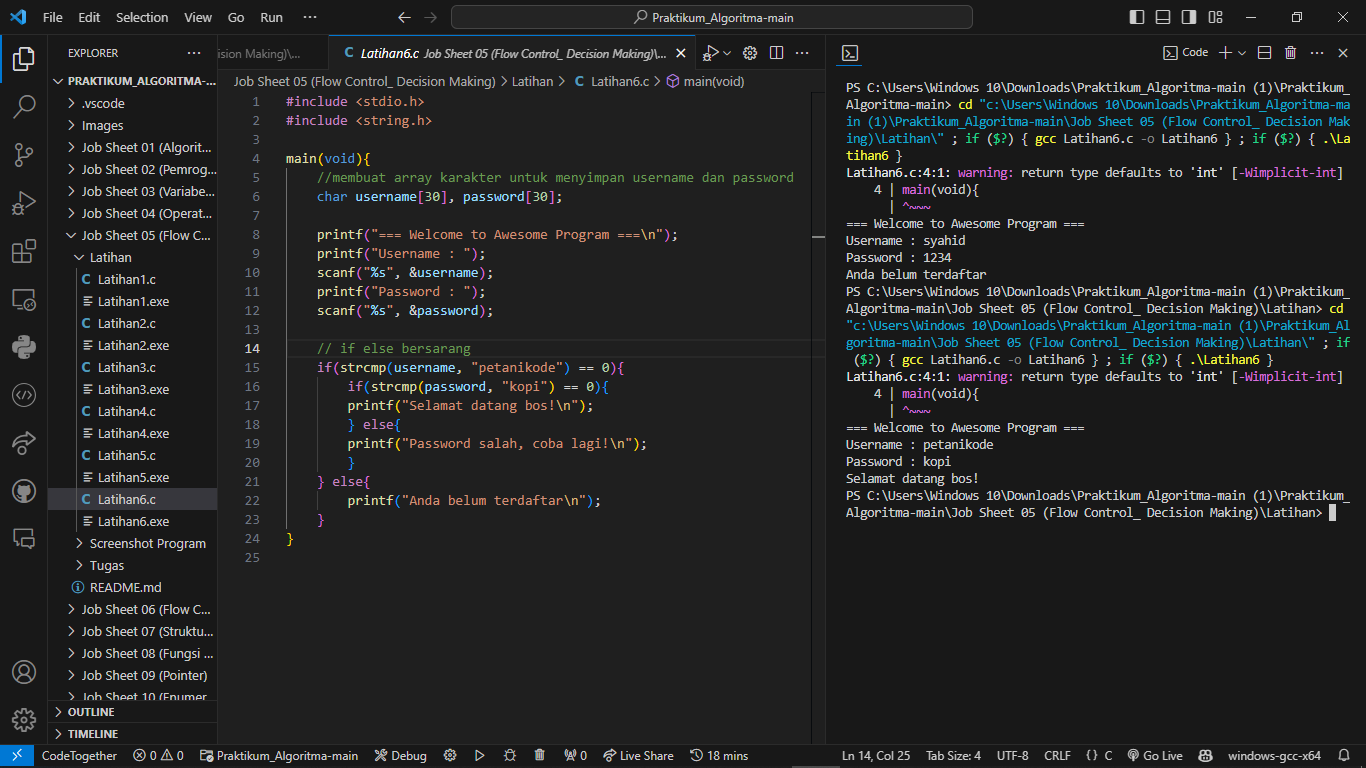 File Edit Selection View Go Run ··· Praktikum_Algoritma-main
EXPLORER ···
PRAKTIKUM_ALGORITMA-...
.vscode
Images
Job Sheet 01 (Algorit...
Job Sheet 02 (Pemrog...
Job Sheet 03 (Variabe...
Job Sheet 04 (Operat...
Job Sheet 05 (Flow C...
Latihan
C Latihan1.c
Latihan1.exe
C Latihan2.c
Latihan2.exe
C Latihan3.c
Latihan3.exe
C Latihan4.c
Latihan4.exe
C Latihan5.c
Latihan5.exe
C Latihan6.c
Latihan6.exe
Screenshot Program
Tugas
README.md
Job Sheet 06 (Flow C...
Job Sheet 07 (Struktu...
Job Sheet 08 (Fungsi ...
Job Sheet 09 (Pointer)
Job Sheet 10 (Enumer
OUTLINE
TIMELINE
ision Making)\... C Latihan6.c Job Sheet 05 (Flow Control_ Decision Making)\...
Job Sheet 05 (Flow Control_ Decision Making) > Latihan > C Latihan6.c > main(void)
1 #include <stdio.h>
2 #include <string.h>
3
4 main(void){
5 //membuat array karakter untuk menyimpan username dan password
6 char username[30], password[30];
7
8 printf("=== Welcome to Awesome Program ===\n");
9 printf("Username : ");
10 scanf("%s", &username);
11 printf("Password : ");
12 scanf("%s", &password);
13
14 // if else bersarang
15 if(strcmp(username, "petanikode") == 0){
16 if(strcmp(password, "kopi") == 0){
17 printf("Selamat datang bos!\n");
18 } else{
19 printf("Password salah, coba lagi!\n");
20 }
21 } else{
22 printf("Anda belum terdaftar\n");
23 }
24 }
25
Code
PS C:\Users\Windows 10\Downloads\Praktikum_Algoritma-main (1)\Praktikum_
Algoritma-main> cd "c:\Users\Windows 10\Downloads\Praktikum_Algoritma-ma
in (1)\Praktikum_Algoritma-main\Job Sheet 05 (Flow Control_ Decision Mak
ing)\Latihan\" ; if ($?) { gcc Latihan6.c -o Latihan6 } ; if ($?) { .\La
tihan6 }
Latihan6.c:4:1: warning: return type defaults to 'int' [-Wimplicit-int]
4 | main(void){
| ^~~~
=== Welcome to Awesome Program ===
Username : syahid
Password : 1234
Anda belum terdaftar
PS C:\Users\Windows 10\Downloads\Praktikum_Algoritma-main (1)\Praktikum_
Algoritma-main\Job Sheet 05 (Flow Control_ Decision Making)\Latihan> cd
"c:\Users\Windows 10\Downloads\Praktikum_Algoritma-main (1)\Praktikum_Al
goritma-main\Job Sheet 05 (Flow Control_ Decision Making)\Latihan\" ; if
($?) { gcc Latihan6.c -o Latihan6 } ; if ($?) { .\Latihan6 }
Latihan6.c:4:1: warning: return type defaults to 'int' [-Wimplicit-int]
4 | main(void){
| ^~~~
=== Welcome to Awesome Program ===
Username : petanikode
Password : kopi
Selamat datang bos!
PS C:\Users\Windows 10\Downloads\Praktikum_Algoritma-main (1)\Praktikum_
Algoritma-main\Job Sheet 05 (Flow Control_ Decision Making)\Latihan>
CodeTogether 0 0 Praktikum_Algoritma-main Debug 0 Live Share 18 mins Ln 14, Col 25 Tab Size: 4 UTF-8 CRLF { } C Go Live windows-gcc-x64